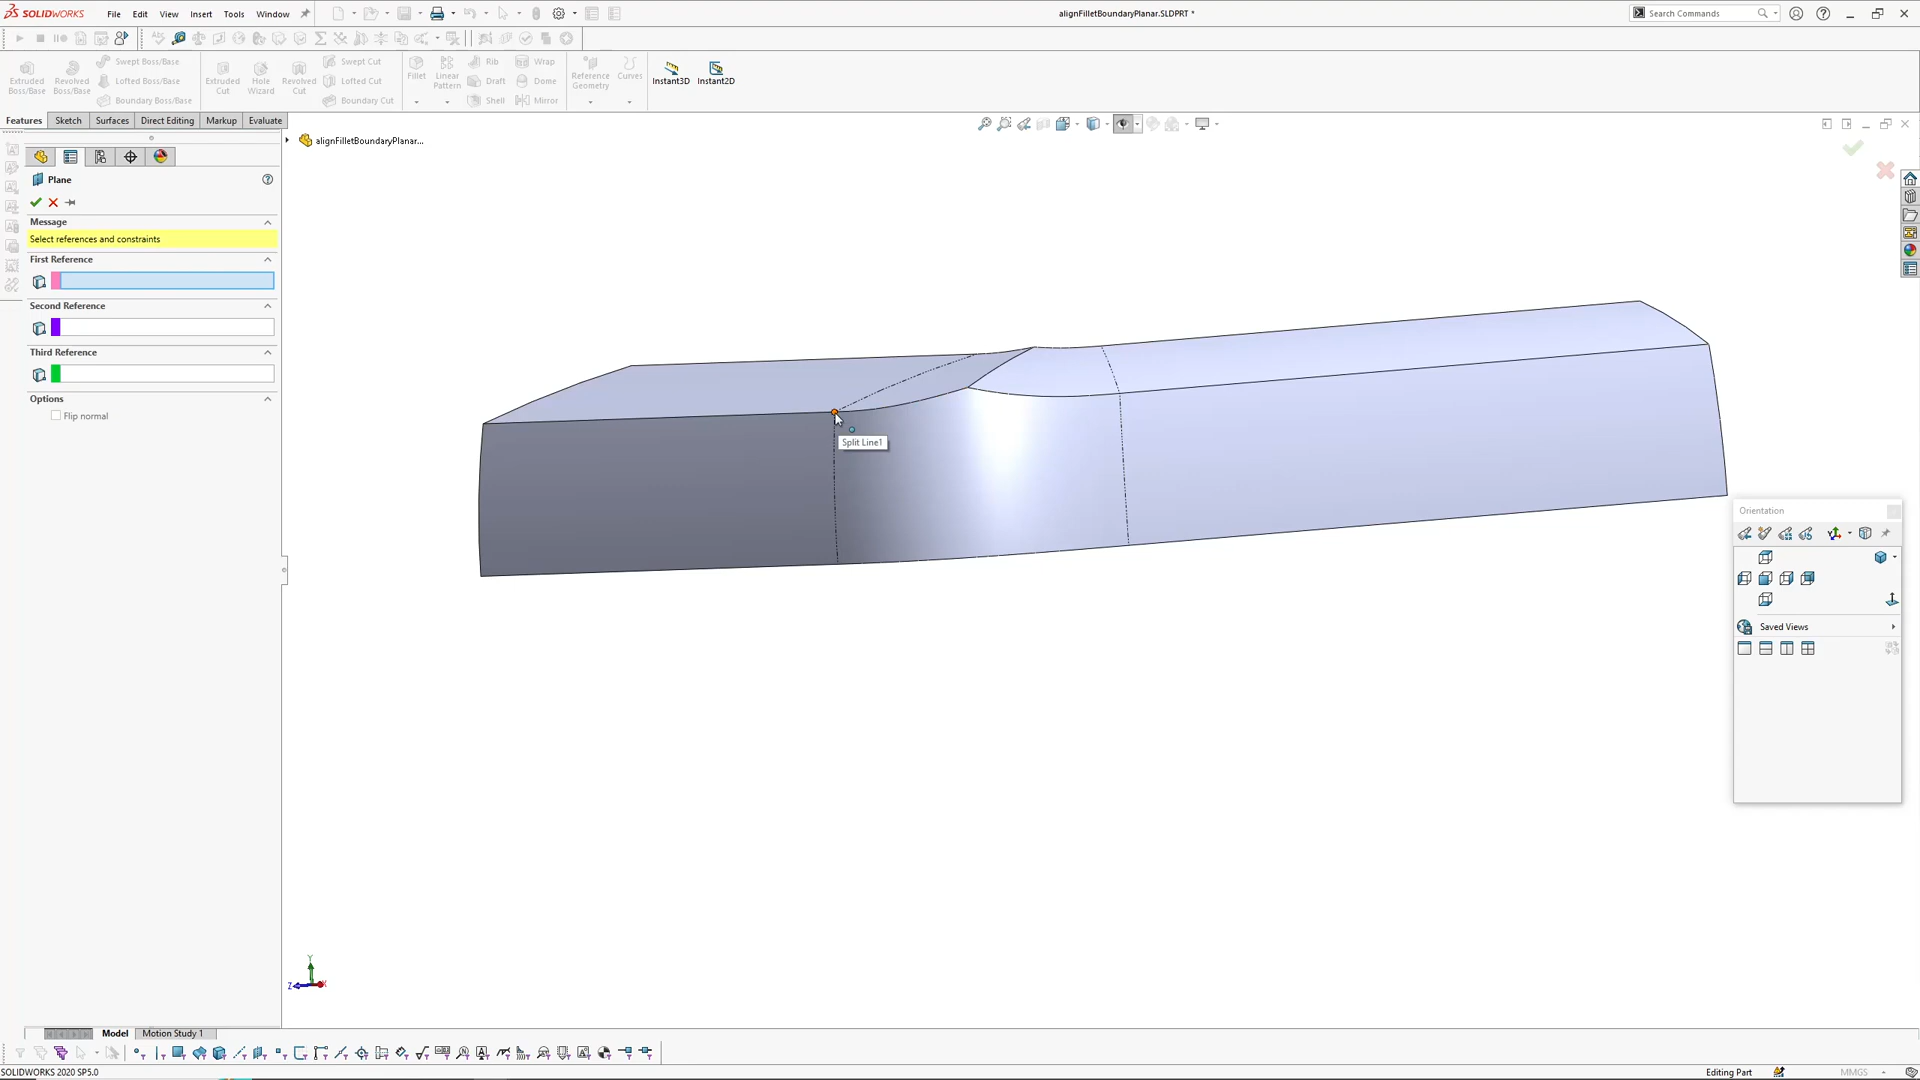 SOLIDWORKS
File
Edit
View
Insert
Tools
Window
alignFilletBoundaryPlanar.SLDPRT *
Search Commands
Extruded Boss/Base
Revolved Boss/Base
Swept Boss/Base
Lofted Boss/Base
Boundary Boss/Base
Extruded Cut
Hole Wizard
Revolved Cut
Swept Cut
Lofted Cut
Boundary Cut
Fillet
Linear Pattern
Rib
Draft
Shell
Wrap
Dome
Mirror
Reference Geometry
Curves
Instant3D
Instant2D
Features
Sketch
Surfaces
Direct Editing
Markup
Evaluate
alignFilletBoundaryPlanar...
Plane
Message
Select references and constraints
First Reference
Second Reference
Third Reference
Options
Flip normal
Split Line1
Orientation
Saved Views
Y
Z
X
Model
Motion Study 1
SOLIDWORKS 2020 SP5.0
Editing Part
MMGS